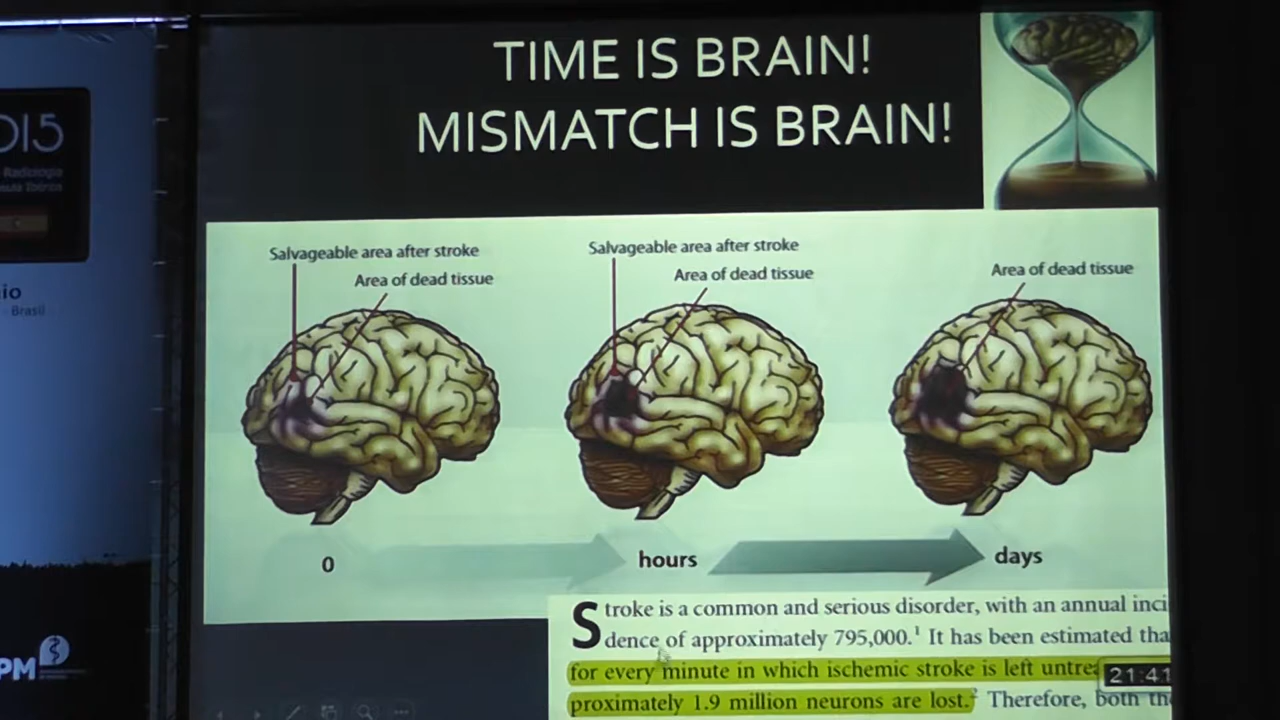 TIME IS BRAIN!
MISMATCH IS BRAIN!
015
Radiologia
io
Brasil
PM
Salvageable area after stroke
Area of dead tissue
Salvageable area after stroke
Area of dead tissue
Area of dead tissue
0
hours
days
Stroke is a common and serious disorder, with an annual inci
dence of approximately 795,000.¹ It has been estimated tha
for every minute in which ischemic stroke is left untrea
21:41
proximately 1.9 million neurons are lost.² Therefore, both th